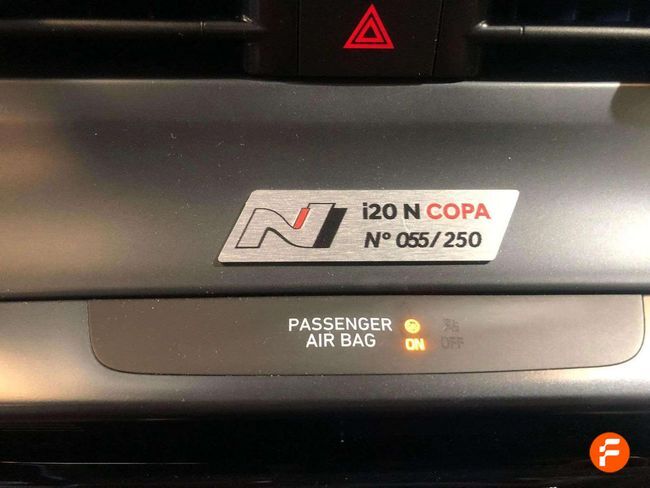 i20 N COPA
Nº 055/250
PASSENGER
AIR BAG
ON OFF